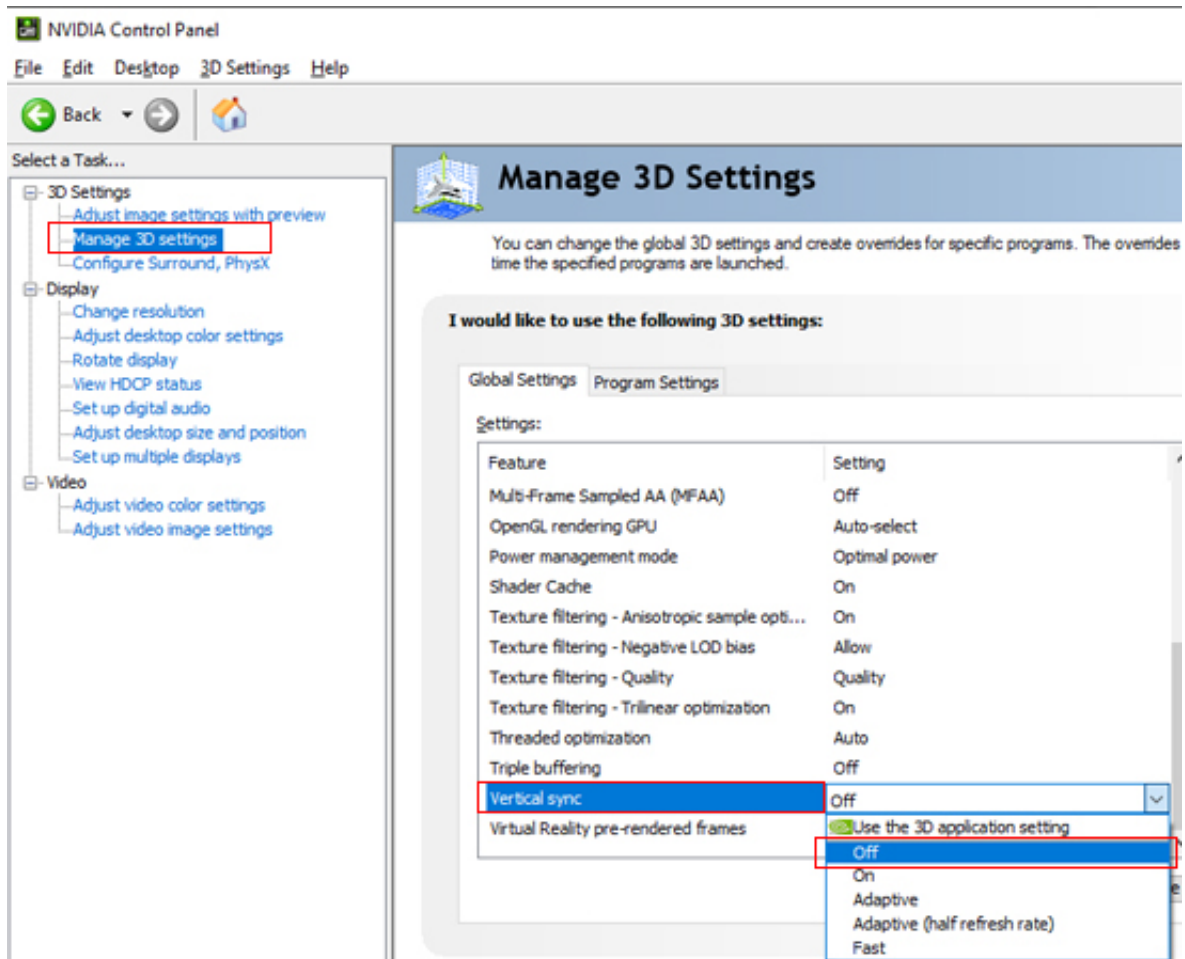 NVIDIA Control Panel
File Edit Desktop 3D Settings Help
Back
Select a Task...
3D Settings
Adjust image settings with preview
Manage 3D settings
Configure Surround, PhysX
Display
Change resolution
Adjust desktop color settings
Rotate display
View HDCP status
Set up digital audio
Adjust desktop size and position
Set up multiple displays
Video
Adjust video color settings
Adjust video image settings
Manage 3D Settings
You can change the global 3D settings and create overrides for specific programs. The overrides
time the specified programs are launched.
I would like to use the following 3D settings:
Global Settings Program Settings
Settings:
Feature Setting
Multi-Frame Sampled AA (MFAA) Off
OpenGL rendering GPU Auto-select
Power management mode Optimal power
Shader Cache On
Texture filtering - Anisotropic sample opti... On
Texture filtering - Negative LOD bias Allow
Texture filtering - Quality Quality
Texture filtering - Trilinear optimization On
Threaded optimization Auto
Triple buffering Off
Vertical sync Off
Virtual Reality pre-rendered frames Use the 3D application setting
Off
On
Adaptive
Adaptive (half refresh rate)
Fast